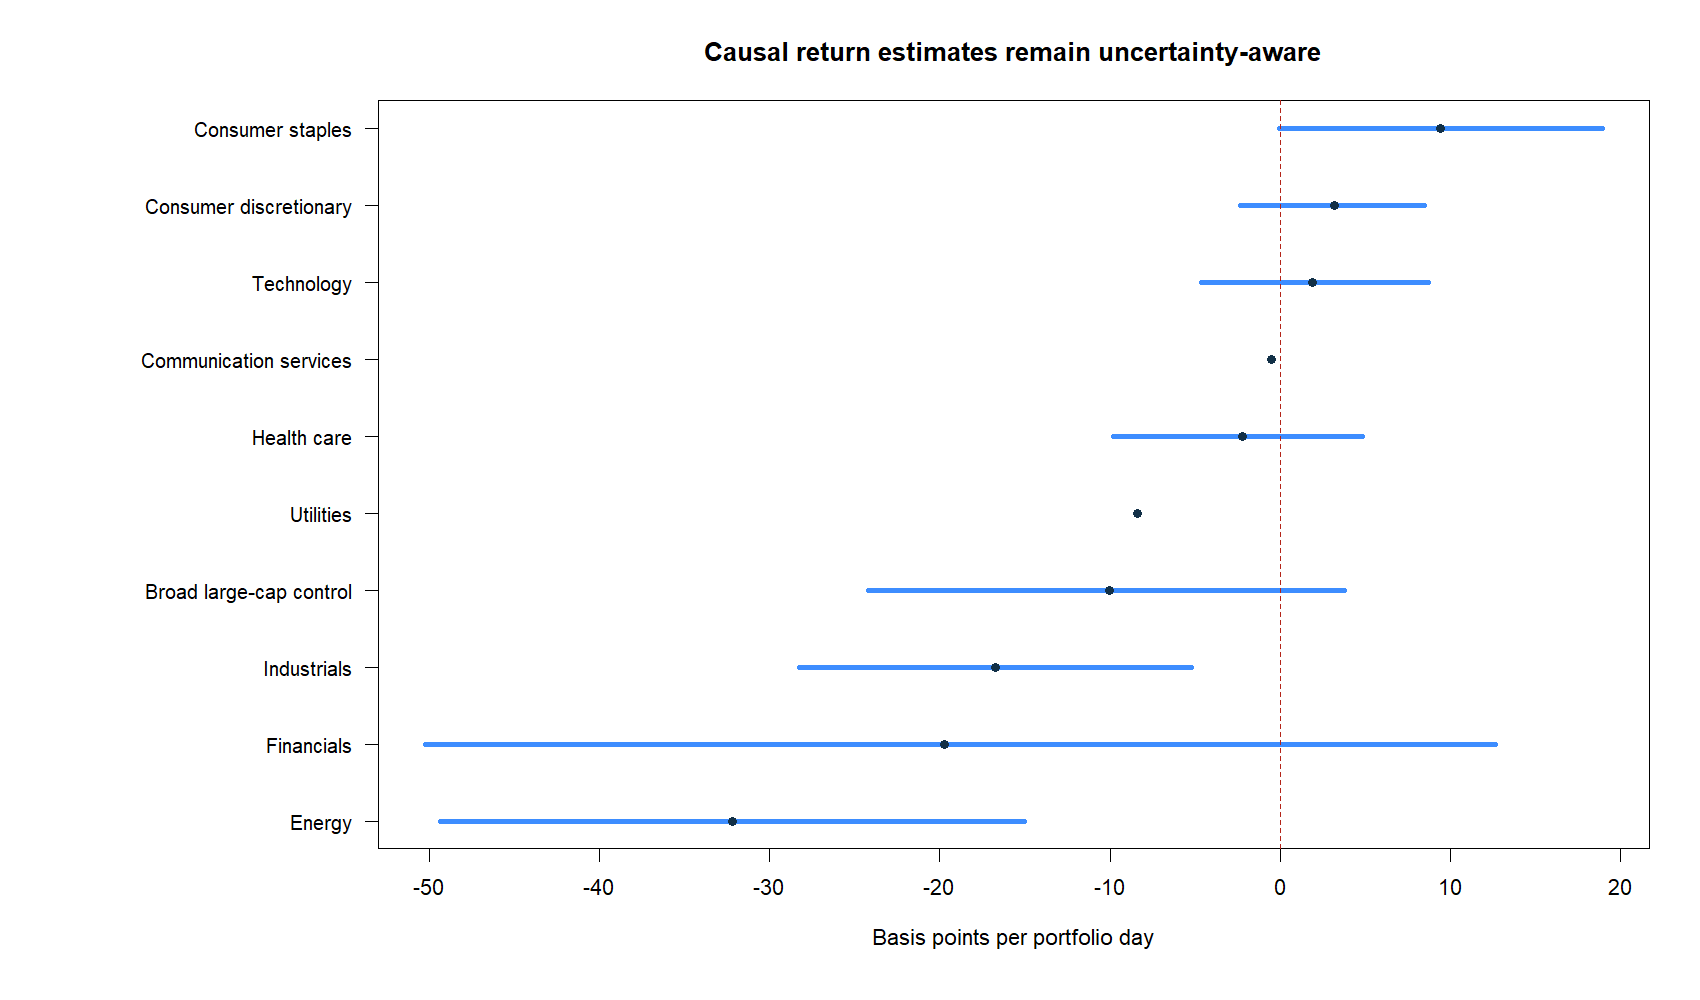 Causal return estimates remain uncertainty-aware
Consumer staples
Consumer discretionary
Technology
Communication services
Health care
Utilities
Broad large-cap control
Industrials
Financials
Energy
-50 -40 -30 -20 -10 0 10 20
Basis points per portfolio day